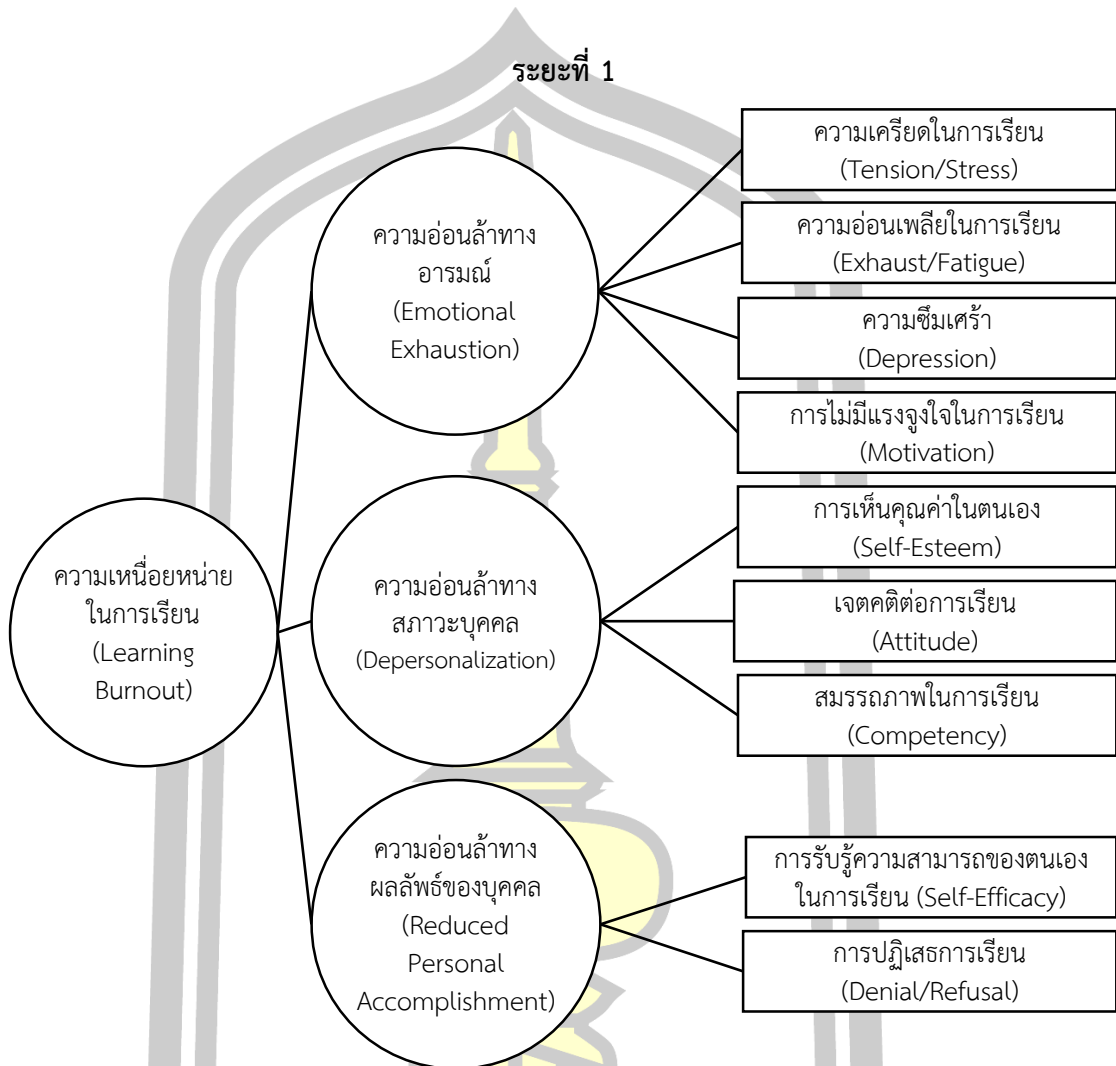 ระยะที่ 1
ความเหนื่อยหน่าย
ในการเรียน
(Learning
Burnout)
ความอ่อนล้าทาง
อารมณ์
(Emotional
Exhaustion)
ความเครียดในการเรียน
(Tension/Stress)
ความอ่อนเพลียในการเรียน
(Exhaust/Fatigue)
ความซึมเศร้า
(Depression)
การไม่มีแรงจูงใจในการเรียน
(Motivation)
ความอ่อนล้าทาง
สภาวะบุคคล
(Depersonalization)
การเห็นคุณค่าในตนเอง
(Self-Esteem)
เจตคติต่อการเรียน
(Attitude)
สมรรถภาพในการเรียน
(Competency)
ความอ่อนล้าทาง
ผลลัพธ์ของบุคคล
(Reduced
Personal
Accomplishment)
การรับรู้ความสามารถของตนเอง
ในการเรียน (Self-Efficacy)
การปฏิเสธการเรียน
(Denial/Refusal)